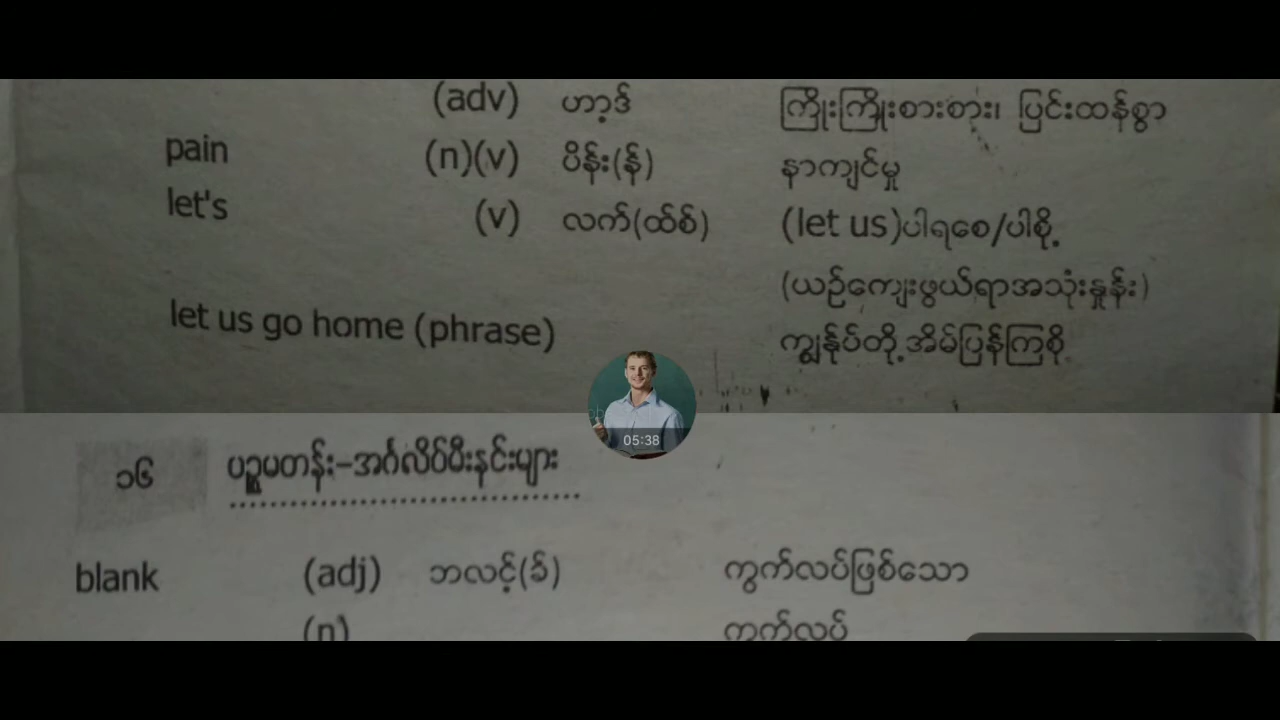 (adv) ဟာ့ဒ် ကြိုးကြိုးစားစား၊ ပြင်းထန်စွာ
pain (n)(v) ပိန်း(န်) နာကျင်မှု
let's (v) လက်(ထ်စ်) (let us)ပါရစေ/ပါစို့
(ယဉ်ကျေးဖွယ်ရာအသုံးနှုန်း)
let us go home (phrase) ကျွန်ုပ်တို့အိမ်ပြန်ကြစို့
05:38
၁၆ ပဉ္စမတန်း-အင်္ဂလိပ်မီးနင်းများ
blank (adj) ဘလင့်(ခ်) ကွက်လပ်ဖြစ်သော
(n) ကွက်လပ်